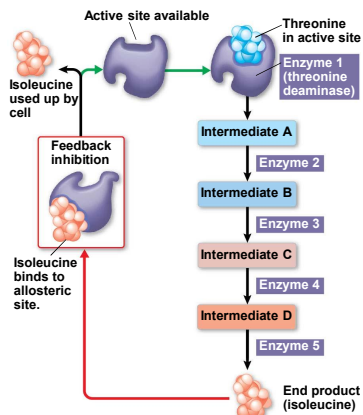 Active site available
Threonine
in active site
Isoleucine
used up by
cell
Enzyme 1
(threonine
deaminase)
Intermediate A
Feedback
inhibition
Enzyme 2
Intermediate B
Enzyme 3
Isoleucine
binds to
allosteric
site.
Intermediate C
Enzyme 4
Intermediate D
Enzyme 5
End product
(isoleucine)